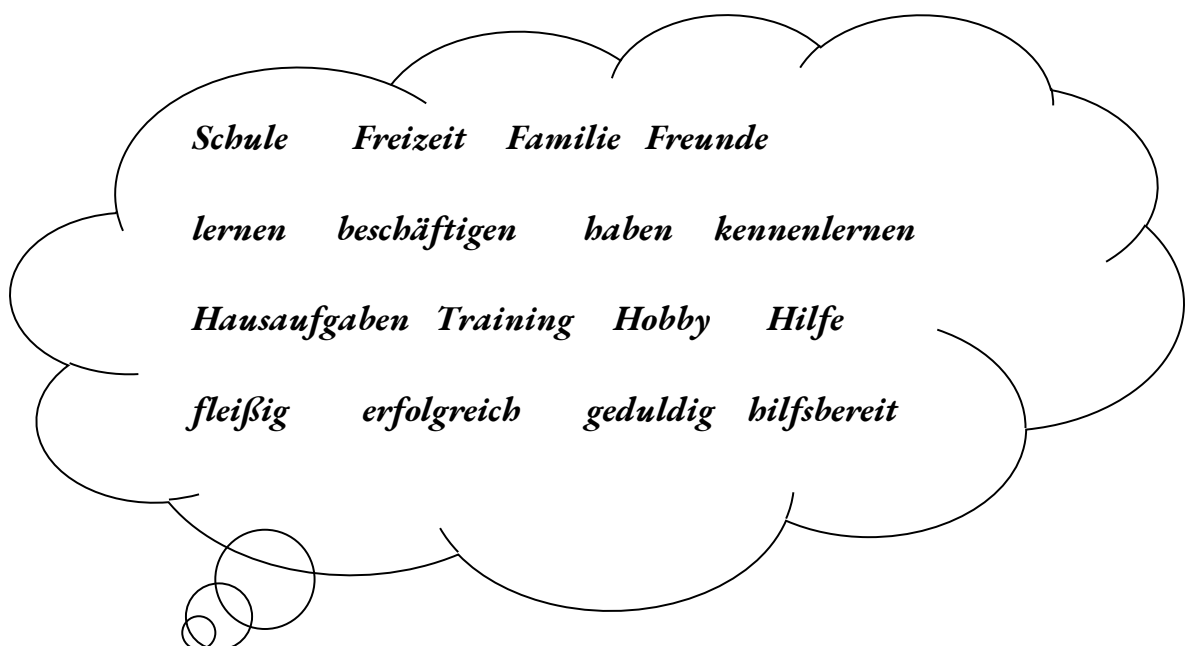 Schule Freizeit Familie Freunde
lernen beschäftigen haben kennenlernen
Hausaufgaben Training Hobby Hilfe
fleißig erfolgreich geduldig hilfsbereit